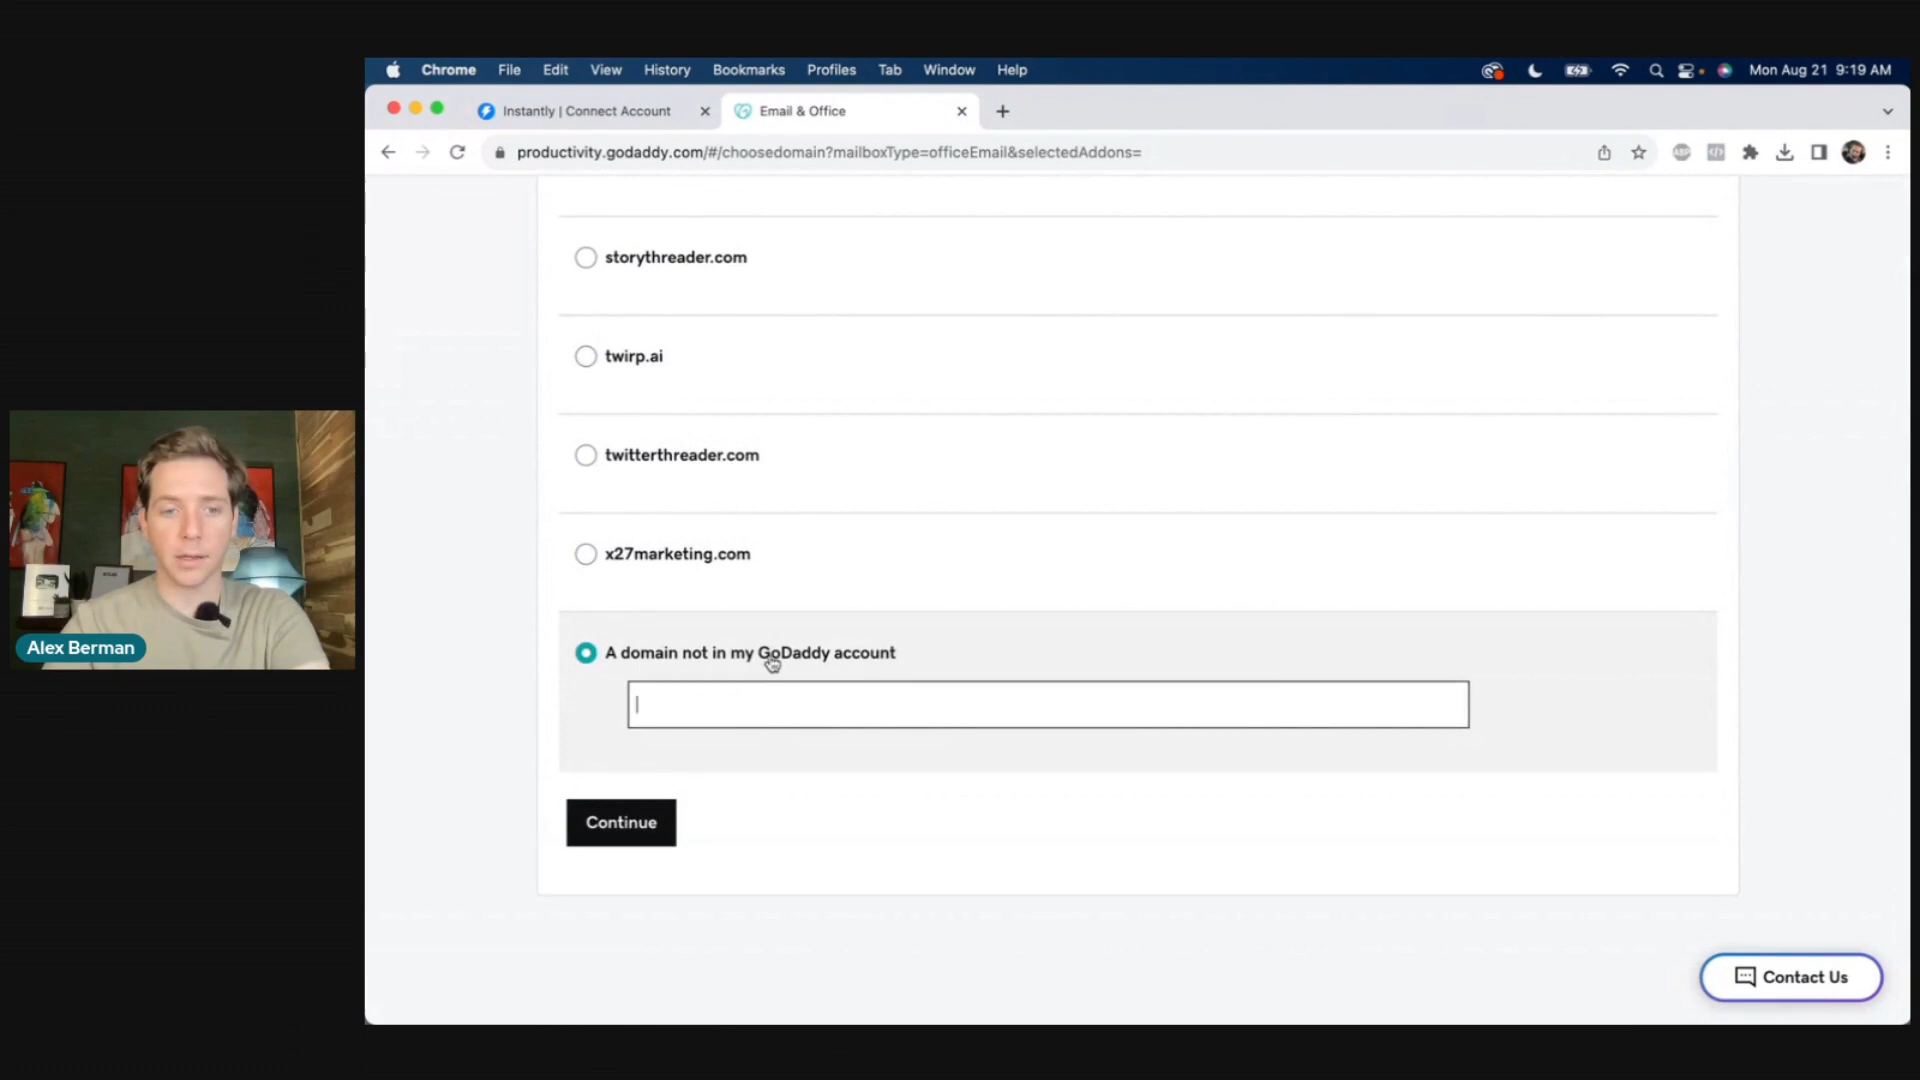 Chrome File Edit View History Bookmarks Profiles Tab Window Help Mon Aug 21 9:19 AM
Instantly | Connect Account Email & Office
productivity.godaddy.com/#/choosedomain?mailboxType=officeEmail&selectedAddons=
storythreader.com
twirp.ai
twitterthreader.com
x27marketing.com
A domain not in my GoDaddy account
Continue
Contact Us
Alex Berman